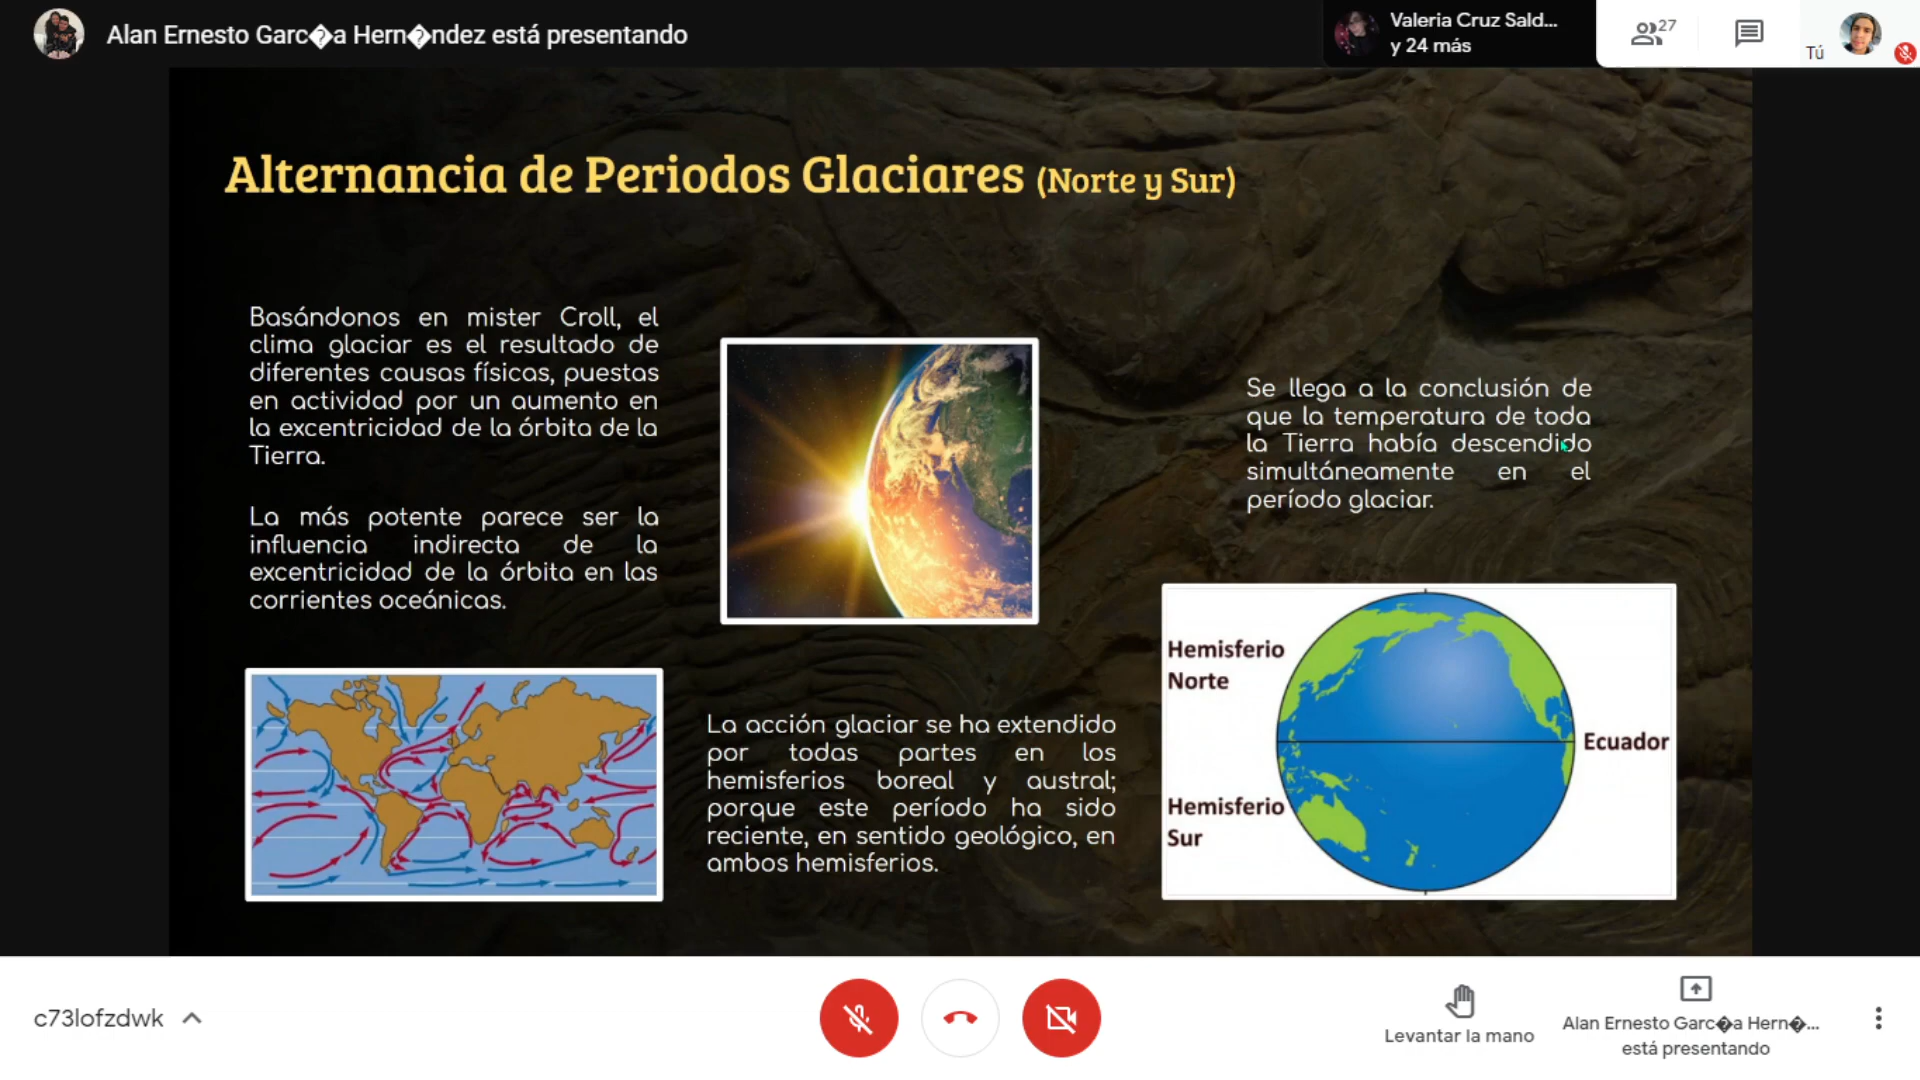 Alan Ernesto Garc�a Hern�ndez está presentando
Valeria Cruz Sald...
y 24 más
27
Tú
Alternancia de Periodos Glaciares (Norte y Sur)
Basándonos en mister Croll, el
clima glaciar es el resultado de
diferentes causas físicas, puestas
en actividad por un aumento en
la excentricidad de la órbita de la
Tierra.
La más potente parece ser la
influencia indirecta de la
excentricidad de la órbita en las
corrientes oceánicas.
Se llega a la conclusión de
que la temperatura de toda
la Tierra había descendido
simultáneamente en el
período glaciar.
La acción glaciar se ha extendido
por todas partes en los
hemisferios boreal y austral;
porque este período ha sido
reciente, en sentido geológico, en
ambos hemisferios.
Hemisferio
Norte
Ecuador
Hemisferio
Sur
c73lofzdwk
Levantar la mano
Alan Ernesto Garc�a Hern�...
está presentando